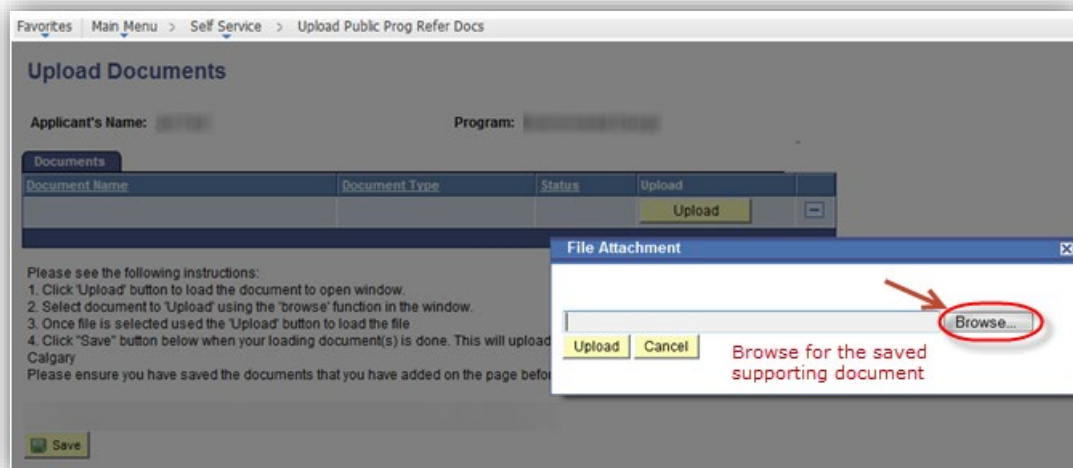 Favorites | Main Menu > Self Service > Upload Public Prog Refer Docs
Upload Documents
Applicant's Name:
Program:
Documents
Document Name Document Type Status Upload
Upload
File Attachment
Browse...
Upload Cancel
Browse for the saved
supporting document
Please see the following instructions:
1. Click 'Upload' button to load the document to open window.
2. Select document to 'Upload' using the 'browse' function in the window.
3. Once file is selected used the 'Upload' button to load the file
4. Click "Save" button below when your loading document(s) is done. This will upload
Calgary
Please ensure you have saved the documents that you have added on the page
Save